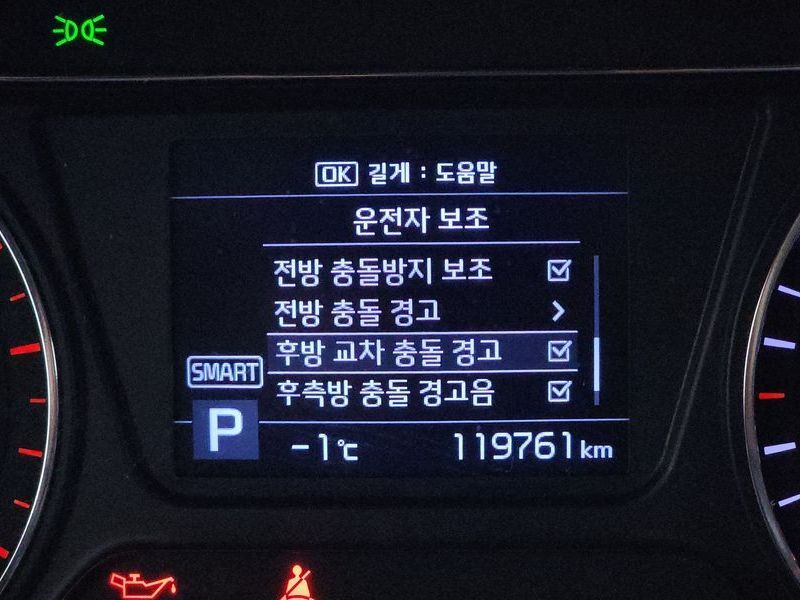 OK 길게 : 도움말
운전자 보조
전방 충돌방지 보조
전방 충돌 경고
후방 교차 충돌 경고
후측방 충돌 경고음
SMART
P
-1℃ 119761km